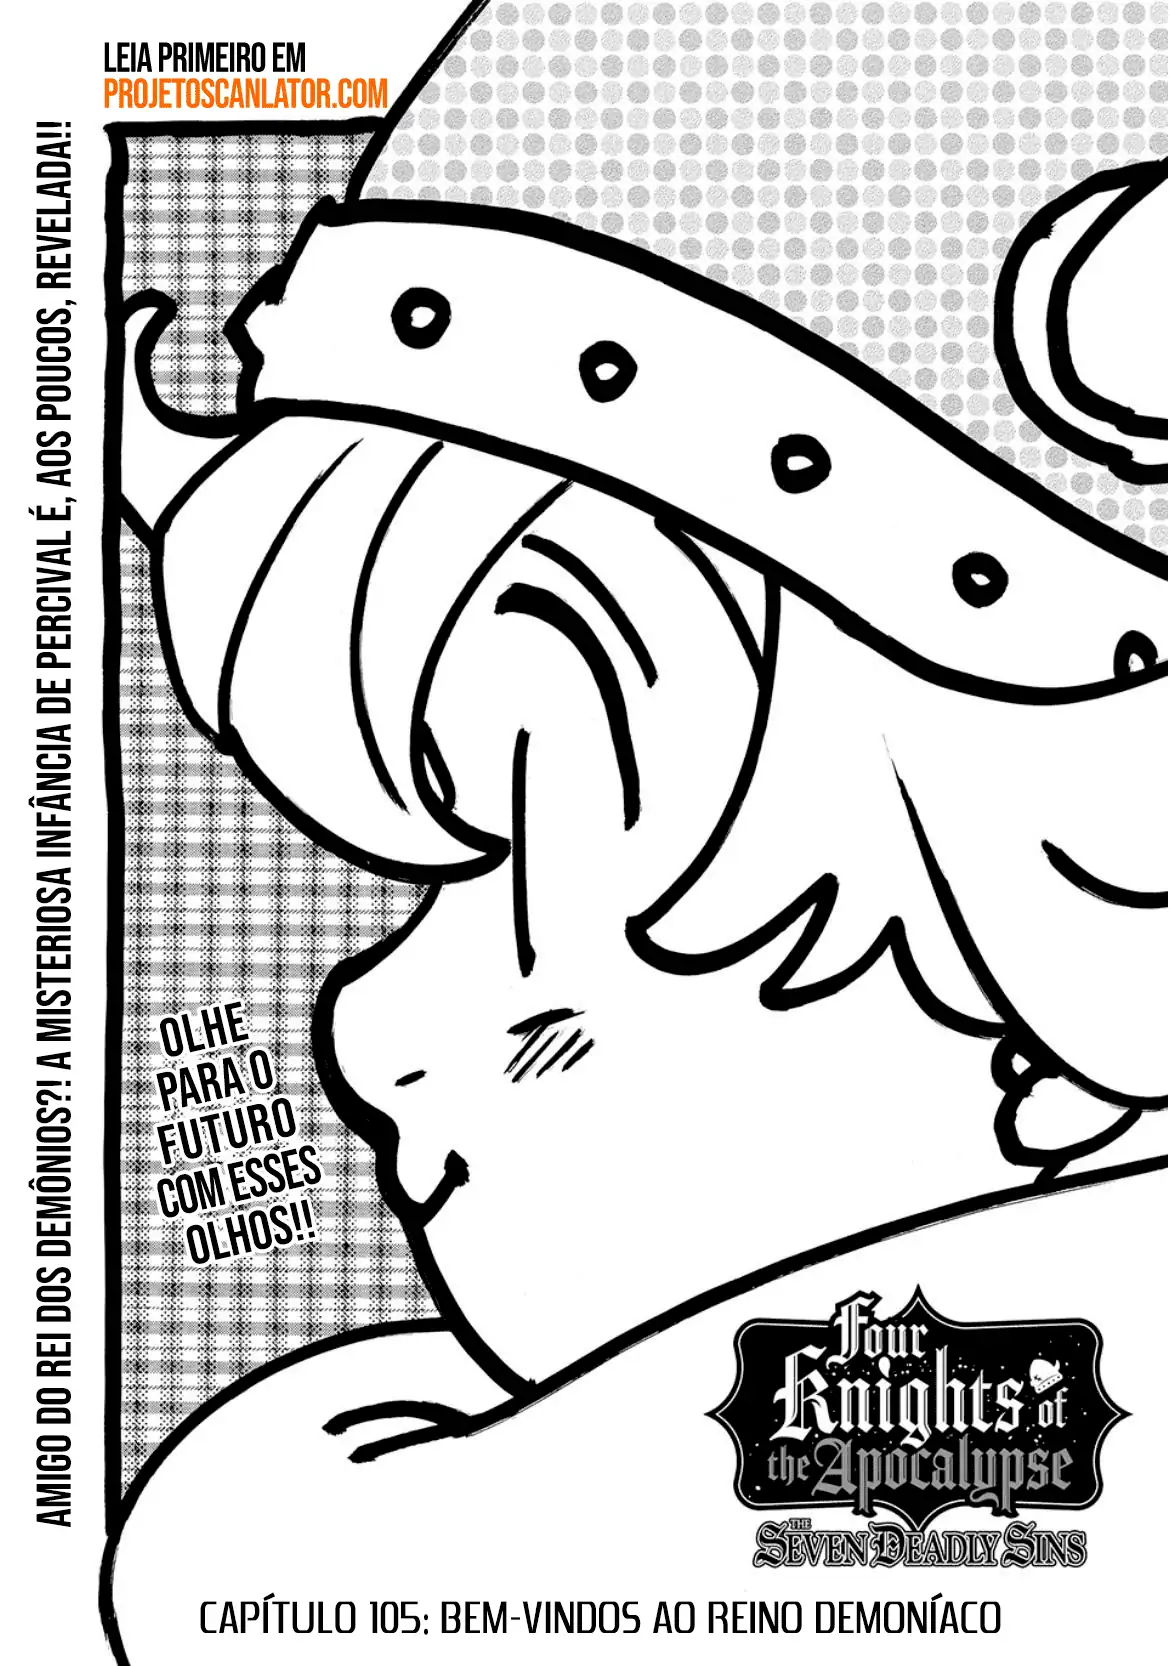 LEIA PRIMEIRO EM
PROJETOSCANLATOR.COM
AMIGO DO REI DOS DEMÔNIOS?! A MISTERIOSA INFÂNCIA DE PERCIVAL É, AOS POUCOS, REVELADA!!
OLHE
PARA O
FUTURO
COM ESSES
OLHOS!!
Four
Knights of
the Apocalypse
THE
SEVEN DEADLY SINS
CAPÍTULO 105: BEM-VINDOS AO REINO DEMONÍACO